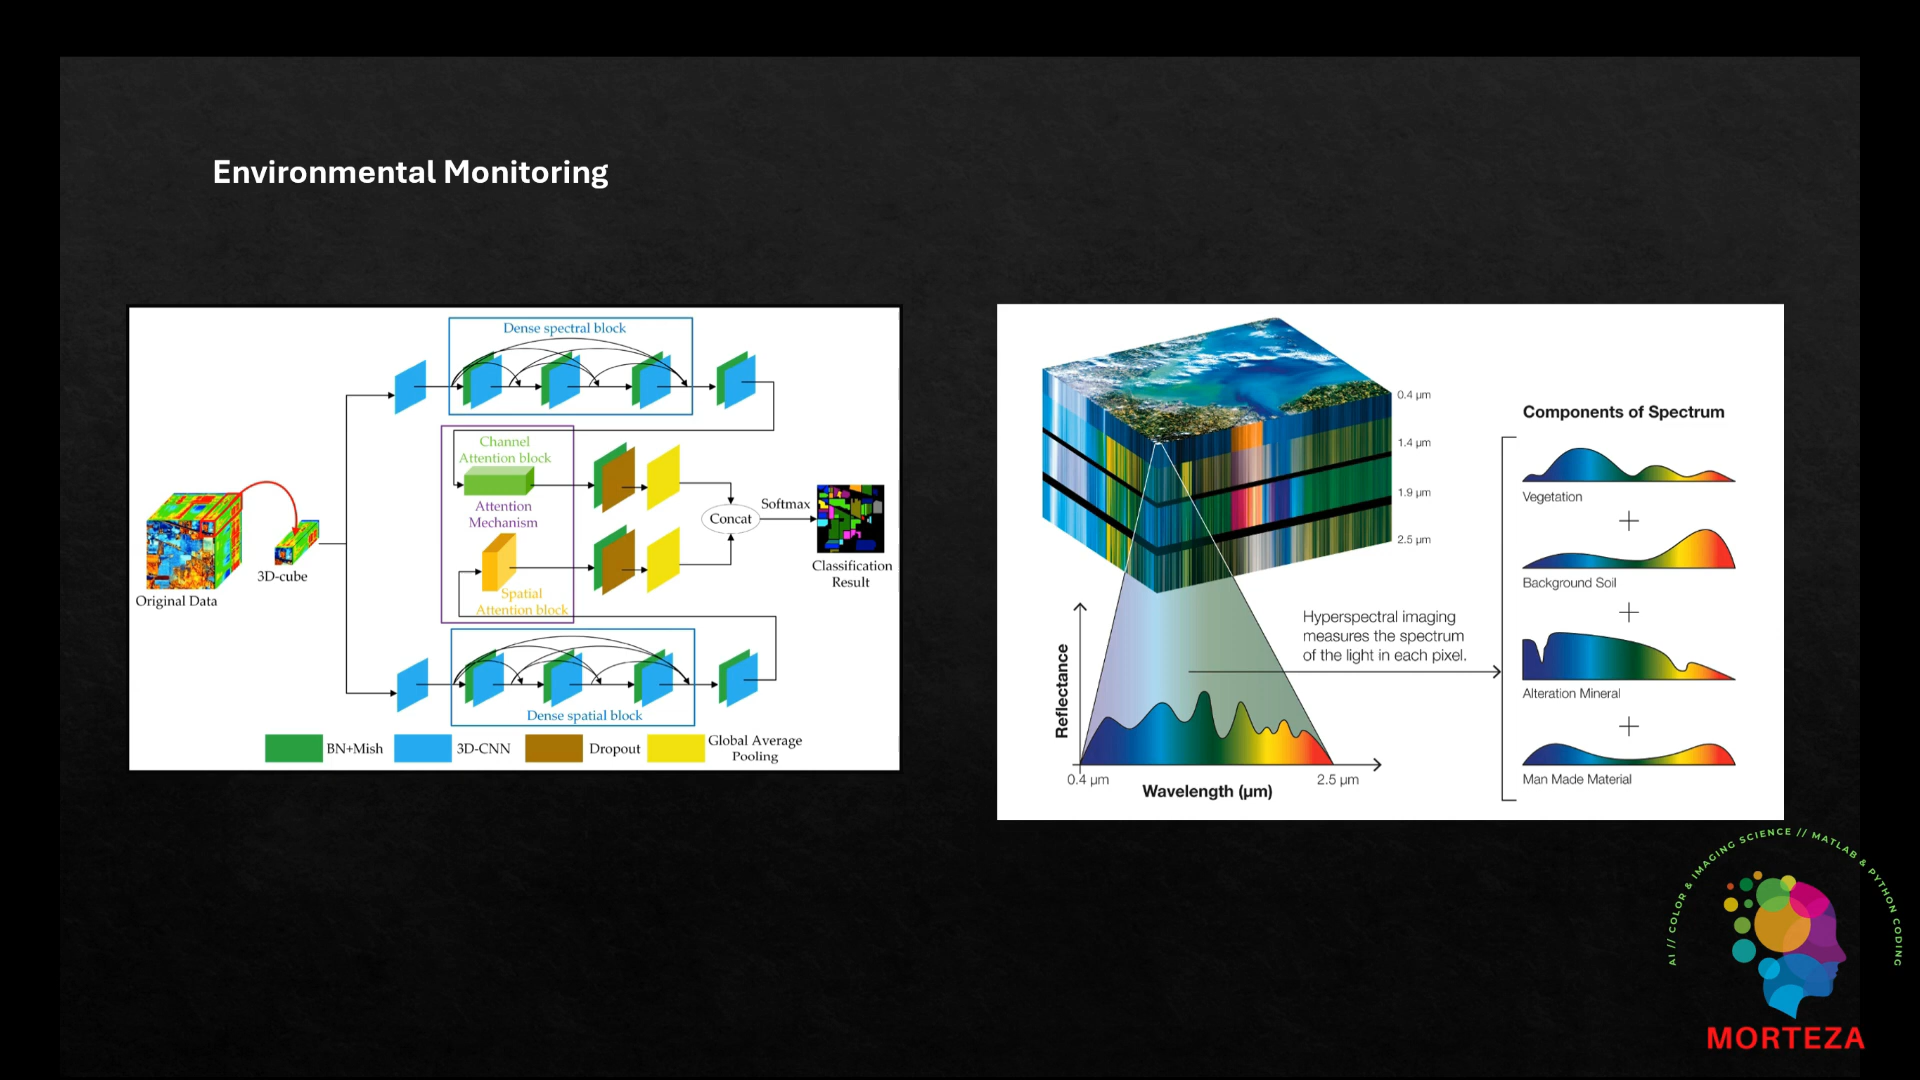 Environmental Monitoring
Dense spectral block
Channel
Attention block
Attention
Mechanism
Spatial
Attention block
Concat
Softmax
Classification
Result
3D-cube
Original Data
Dense spatial block
BN+Mish
3D-CNN
Dropout
Global Average
Pooling
0.4 µm
1.4 µm
1.9 µm
2.5 µm
Hyperspectral imaging
measures the spectrum
of the light in each pixel.
Reflectance
0.4 µm
2.5 µm
Wavelength (µm)
Components of Spectrum
Vegetation
+
Background Soil
+
Alteration Mineral
+
Man Made Material
AI // COLOR & IMAGING SCIENCE // MATLAB & PYTHON CODING
MORTEZA